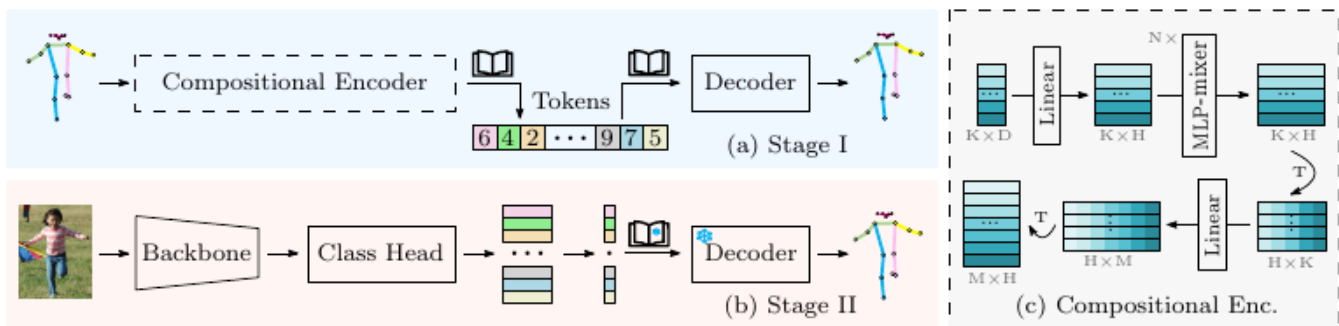 Compositional Encoder
Tokens
6 4 2 ··· 9 7 5
Decoder
(a) Stage I
Backbone
Class Head
···
Decoder
(b) Stage II
K×D
Linear
K×H
N×
MLP-mixer
K×H
T
H×K
Linear
H×M
T
M×H
(c) Compositional Enc.